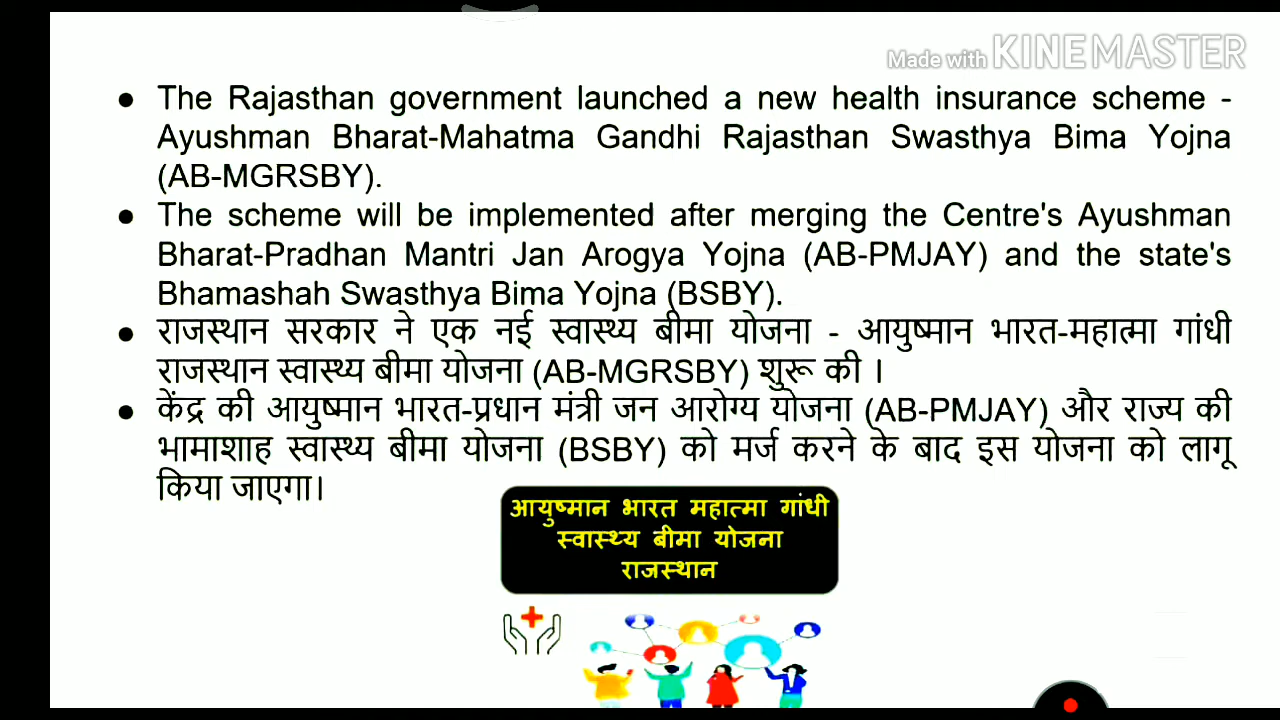 Made with KINEMASTER
● The Rajasthan government launched a new health insurance scheme -
Ayushman Bharat-Mahatma Gandhi Rajasthan Swasthya Bima Yojna
(AB-MGRSBY).
● The scheme will be implemented after merging the Centre's Ayushman
Bharat-Pradhan Mantri Jan Arogya Yojna (AB-PMJAY) and the state's
Bhamashah Swasthya Bima Yojna (BSBY).
● राजस्थान सरकार ने एक नई स्वास्थ्य बीमा योजना - आयुष्मान भारत-महात्मा गांधी
राजस्थान स्वास्थ्य बीमा योजना (AB-MGRSBY) शुरू की ।
● केंद्र की आयुष्मान भारत-प्रधान मंत्री जन आरोग्य योजना (AB-PMJAY) और राज्य की
भामाशाह स्वास्थ्य बीमा योजना (BSBY) को मर्ज करने के बाद इस योजना को लागू
किया जाएगा।
आयुष्मान भारत महात्मा गांधी
स्वास्थ्य बीमा योजना
राजस्थान